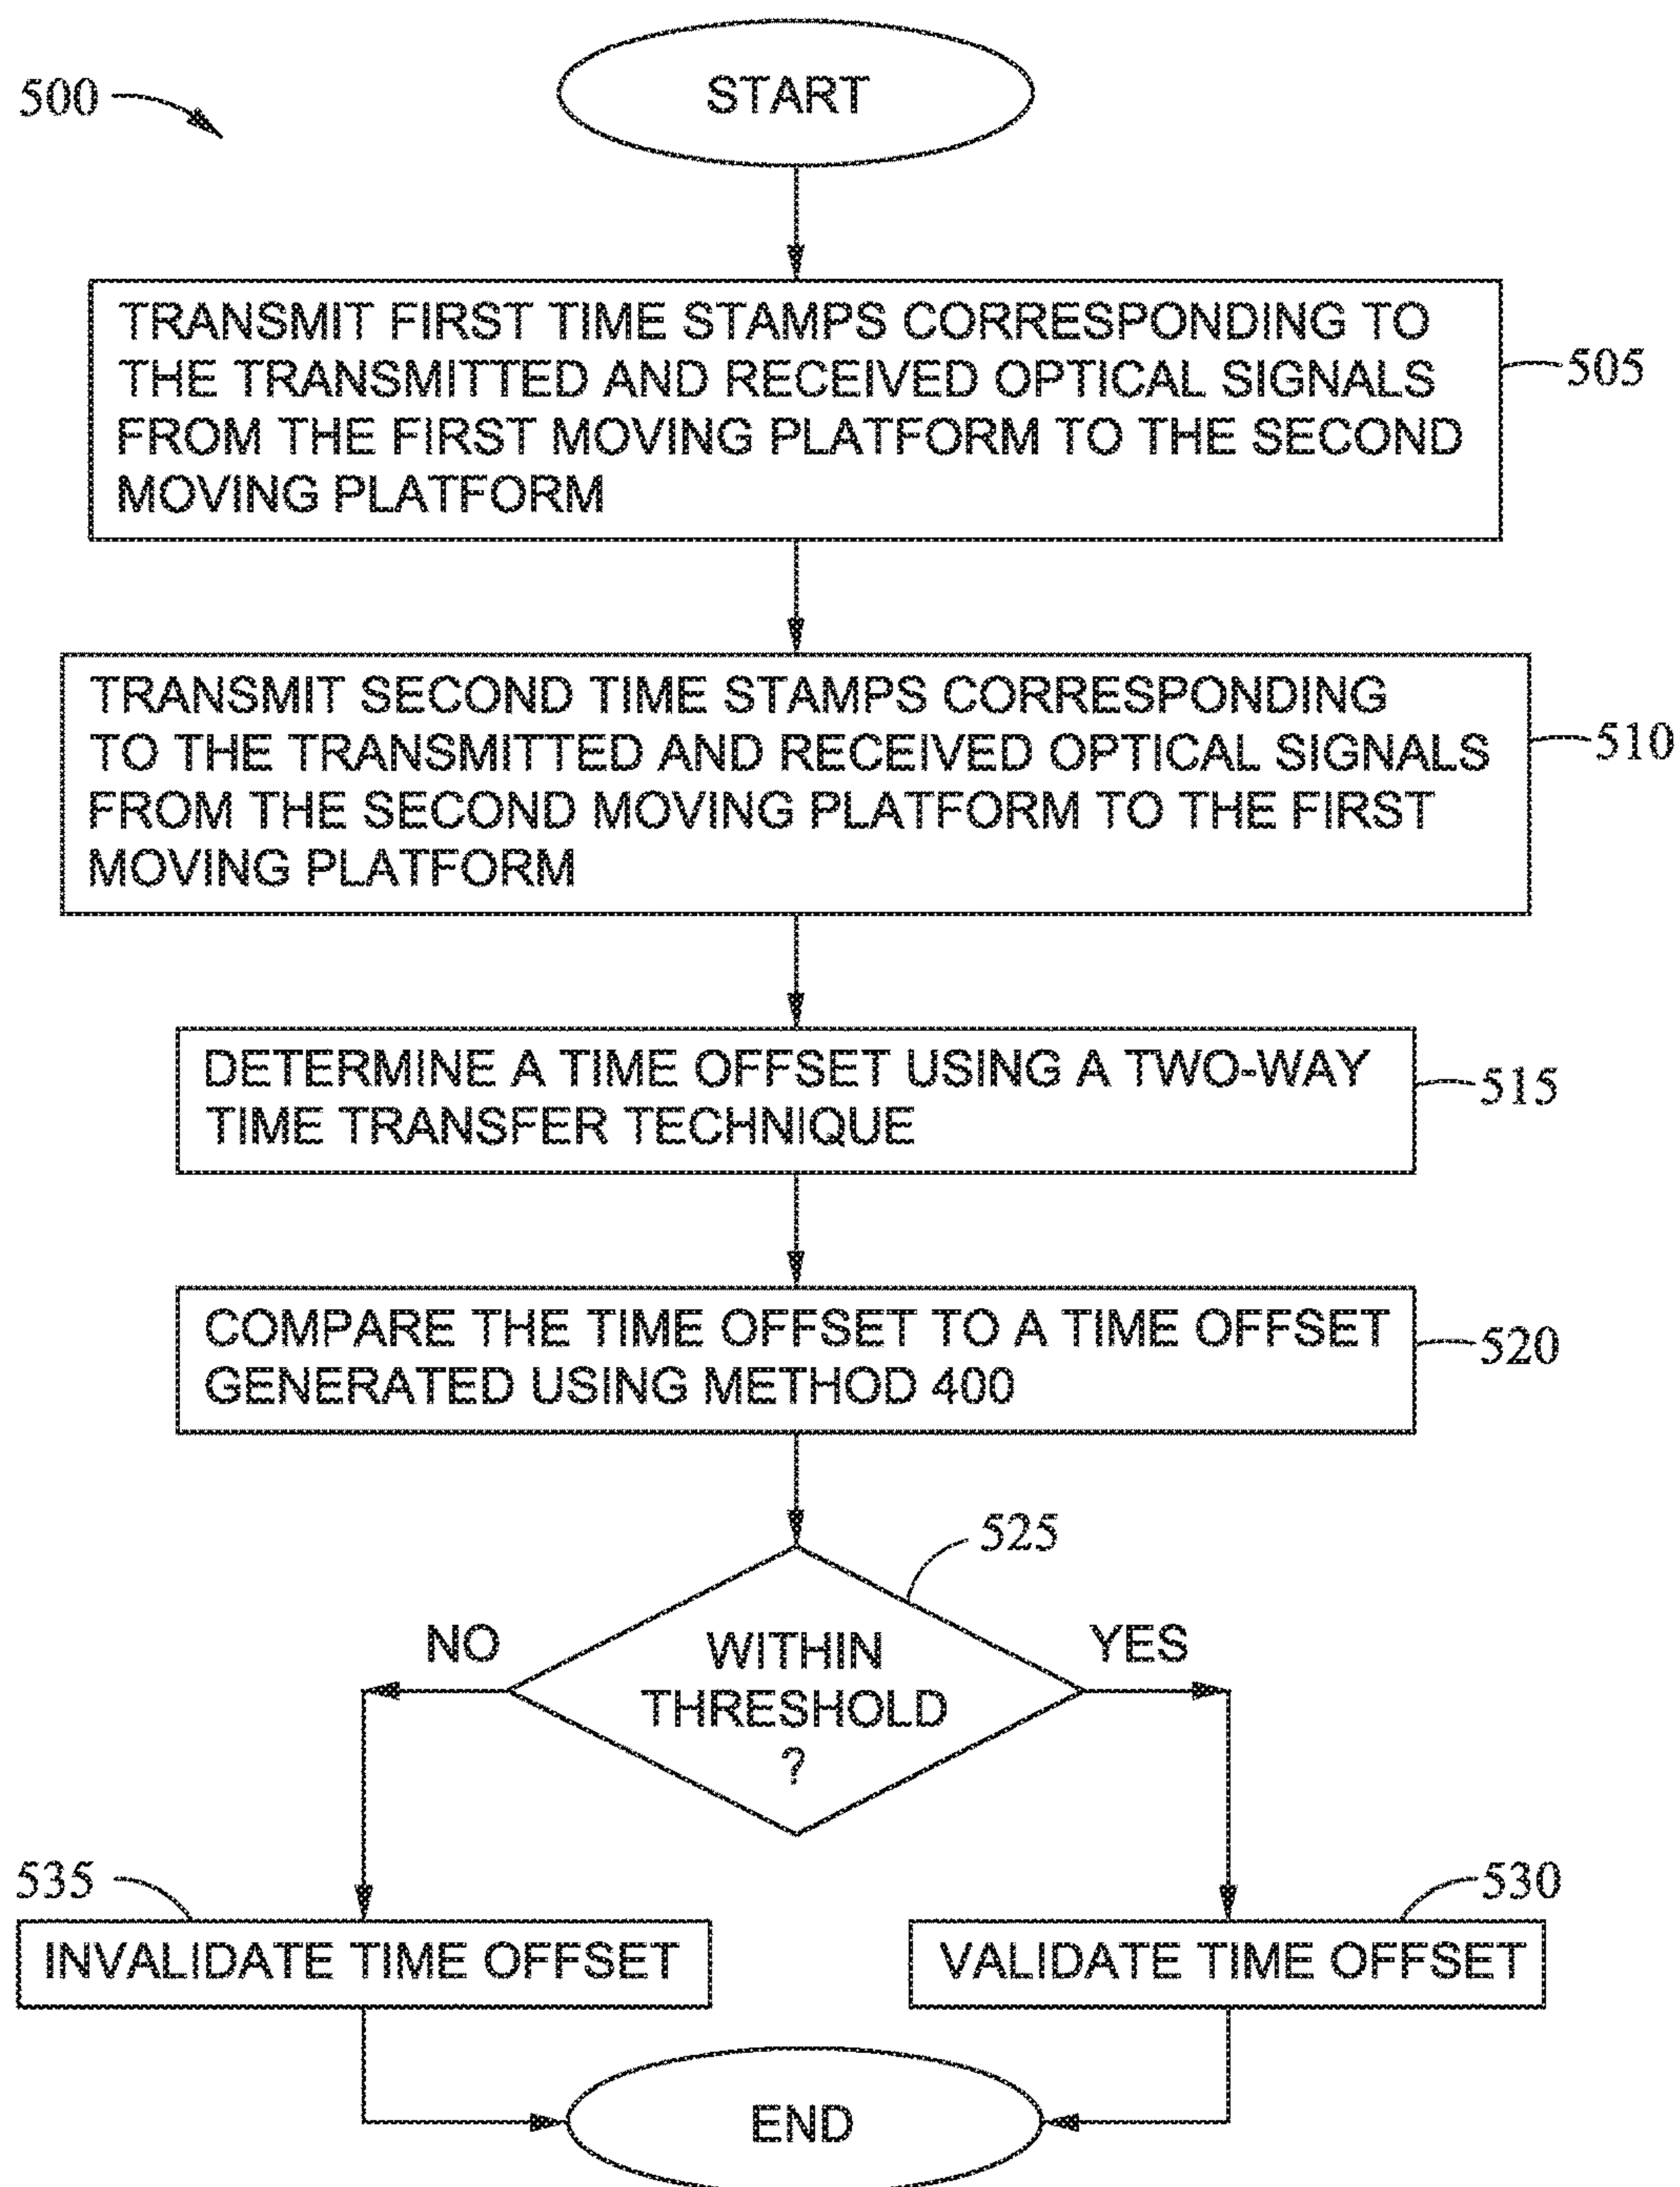 500
START
TRANSMIT FIRST TIME STAMPS CORRESPONDING TO
THE TRANSMITTED AND RECEIVED OPTICAL SIGNALS
FROM THE FIRST MOVING PLATFORM TO THE SECOND
MOVING PLATFORM
505
TRANSMIT SECOND TIME STAMPS CORRESPONDING
TO THE TRANSMITTED AND RECEIVED OPTICAL SIGNALS
FROM THE SECOND MOVING PLATFORM TO THE FIRST
MOVING PLATFORM
510
DETERMINE A TIME OFFSET USING A TWO-WAY
TIME TRANSFER TECHNIQUE
515
COMPARE THE TIME OFFSET TO A TIME OFFSET
GENERATED USING METHOD 400
520
525
NO
WITHIN
THRESHOLD
?
YES
535
INVALIDATE TIME OFFSET
530
VALIDATE TIME OFFSET
END